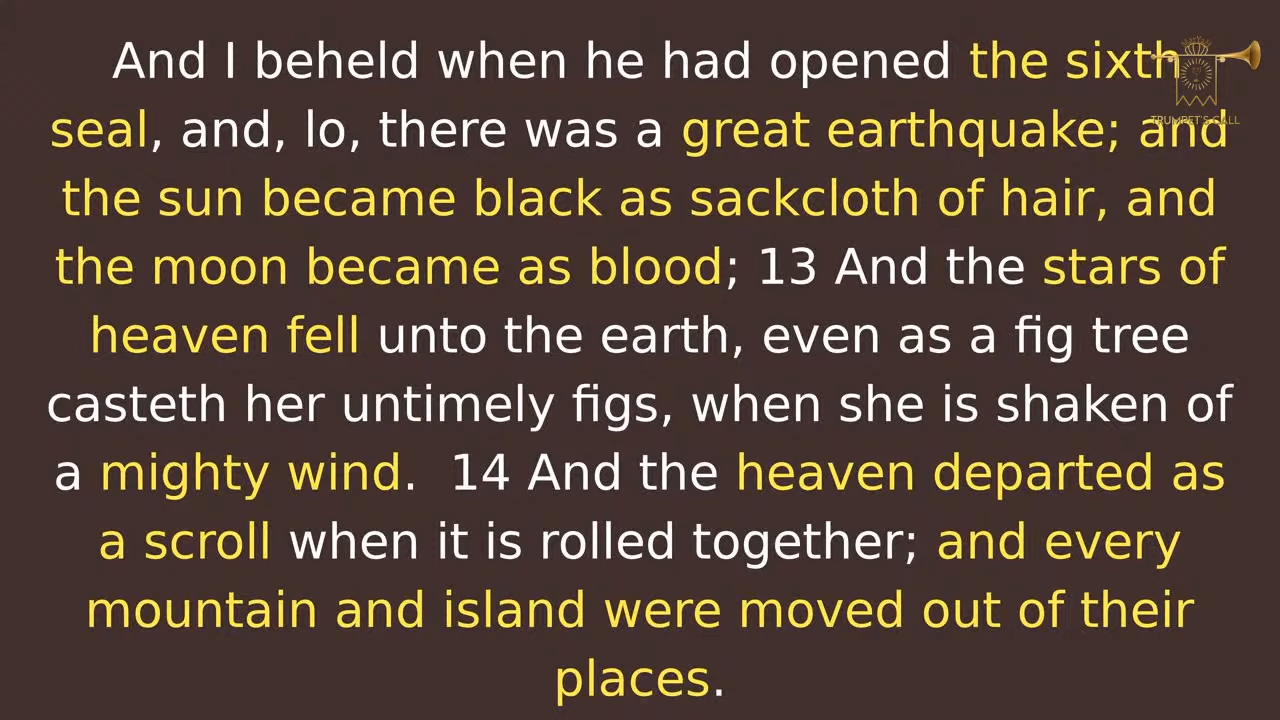 And I beheld when he had opened the sixth
seal, and, lo, there was a great earthquake; and
the sun became black as sackcloth of hair, and
the moon became as blood; 13 And the stars of
heaven fell unto the earth, even as a fig tree
casteth her untimely figs, when she is shaken of
a mighty wind.  14 And the heaven departed as
a scroll when it is rolled together; and every
mountain and island were moved out of their
places.
TRUMPET'S CALL